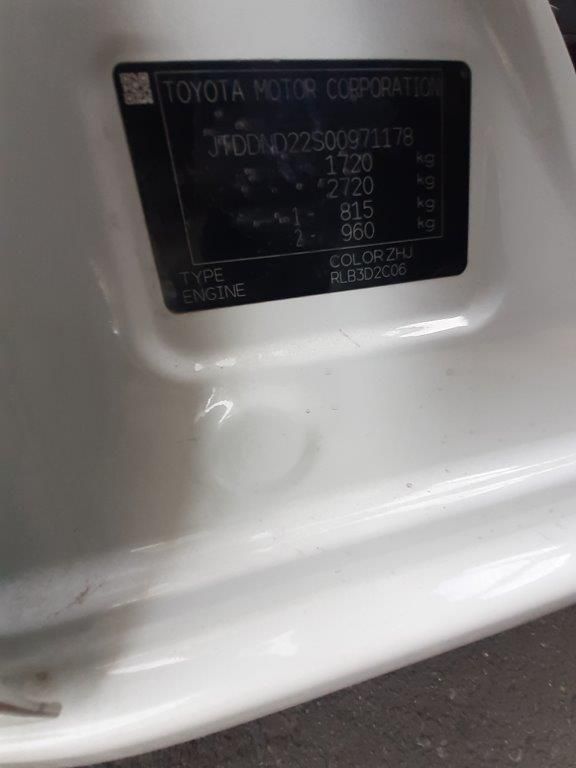 TOYOTA MOTOR CORPORATION
JTDDND22S00971178
1720 kg
2720 kg
1 - 815 kg
2 - 960 kg
TYPE COLOR ZHJ
ENGINE RLB3D2C06